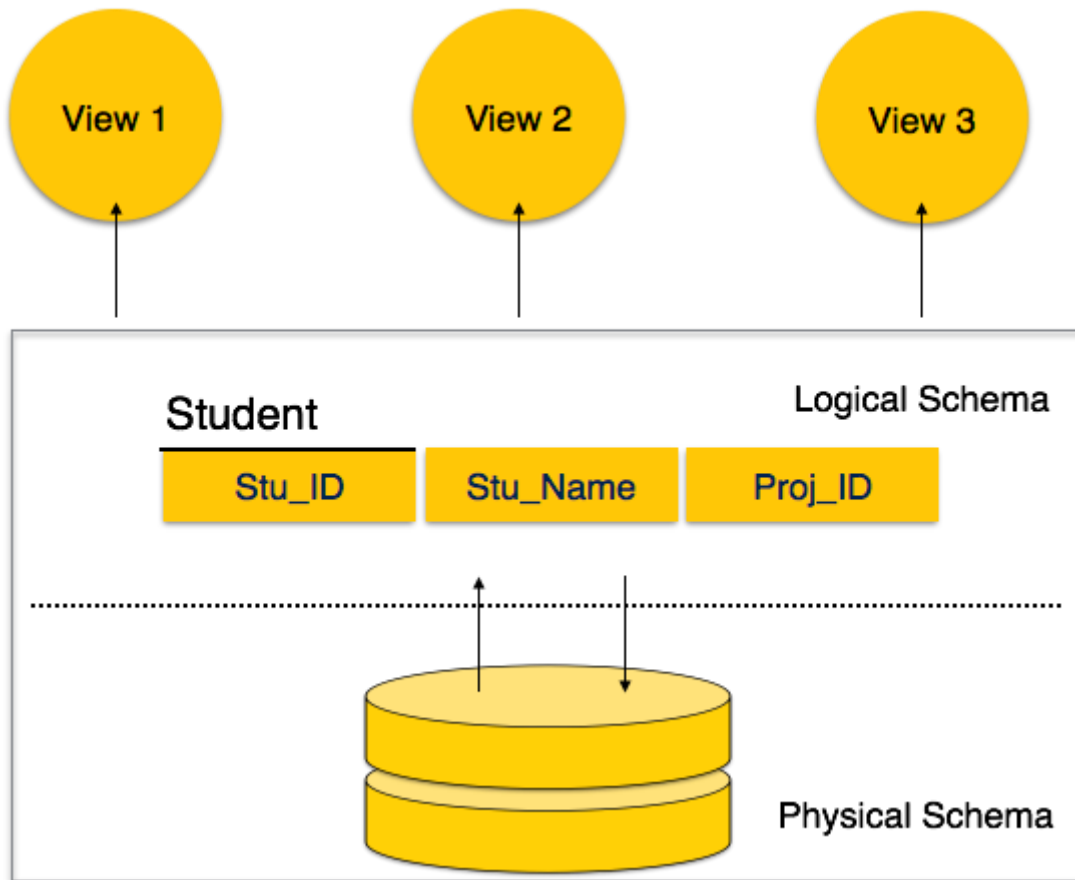 View 1
View 2
View 3
Logical Schema
Student
Stu_ID
Stu_Name
Proj_ID
Physical Schema